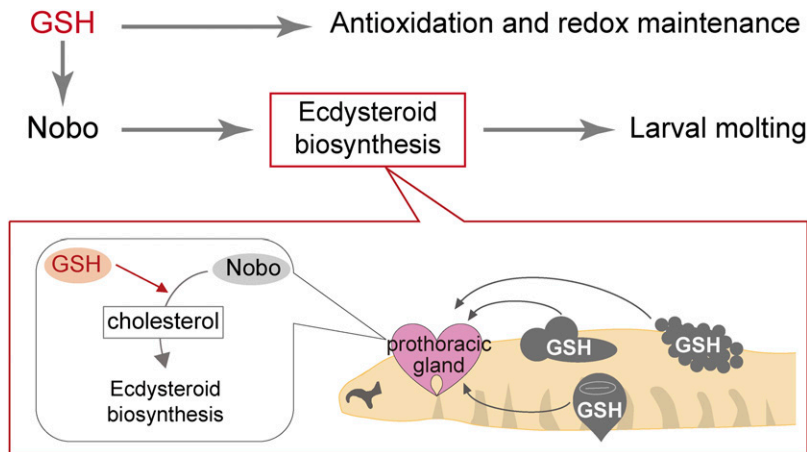 GSH
Antioxidation and redox maintenance
Nobo
Ecdysteroid
biosynthesis
Larval molting
GSH
Nobo
cholesterol
Ecdysteroid
biosynthesis
prothoracic
gland
GSH
GSH
GSH